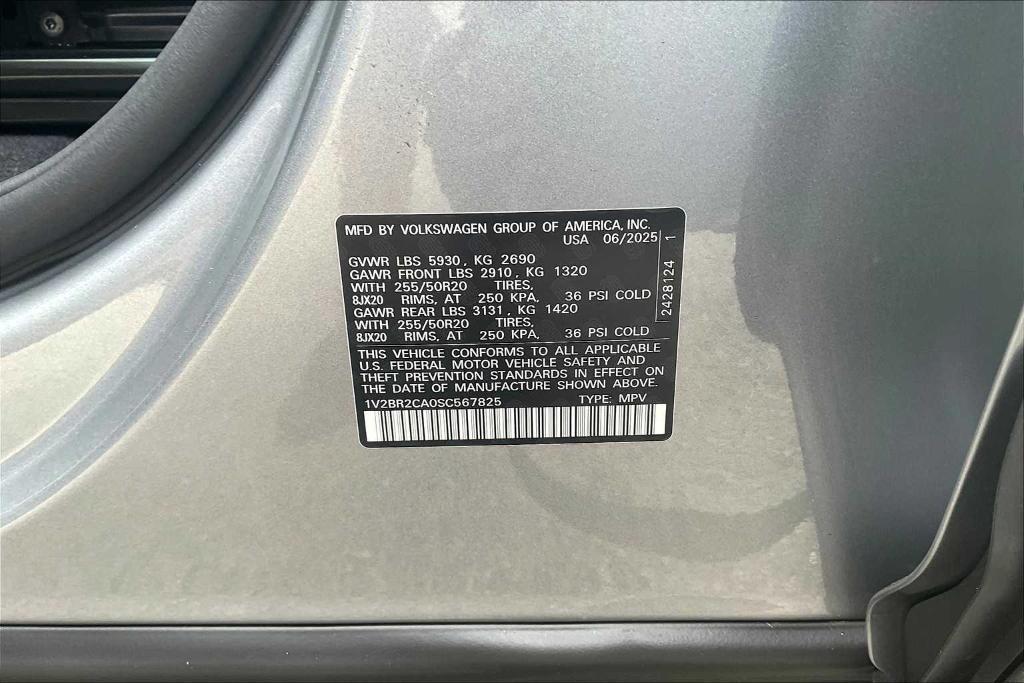 MFD BY VOLKSWAGEN GROUP OF AMERICA, INC.
USA 06/2025
GVWR LBS 5930, KG 2690
GAWR FRONT LBS 2910, KG 1320
WITH 255/50R20 TIRES,
8JX20 RIMS, AT 250 KPA, 36 PSI COLD
GAWR REAR LBS 3131, KG 1420
WITH 255/50R20 TIRES,
8JX20 RIMS, AT 250 KPA, 36 PSI COLD
2428124 1
THIS VEHICLE CONFORMS TO ALL APPLICABLE
U.S. FEDERAL MOTOR VEHICLE SAFETY AND
THEFT PREVENTION STANDARDS IN EFFECT ON
THE DATE OF MANUFACTURE SHOWN ABOVE.
1V2BR2CA0SC567825 TYPE: MPV